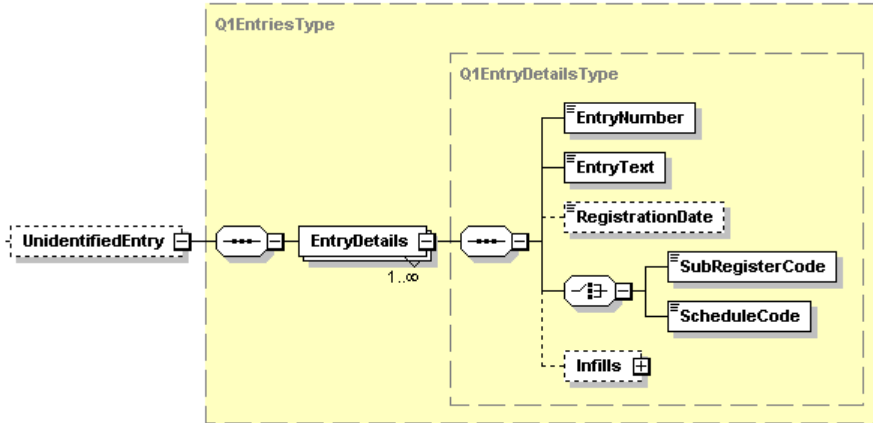 Q1EntriesType
Q1EntryDetailsType
EntryNumber
EntryText
RegistrationDate
UnidentifiedEntry
EntryDetails
1..∞
SubRegisterCode
ScheduleCode
Infills